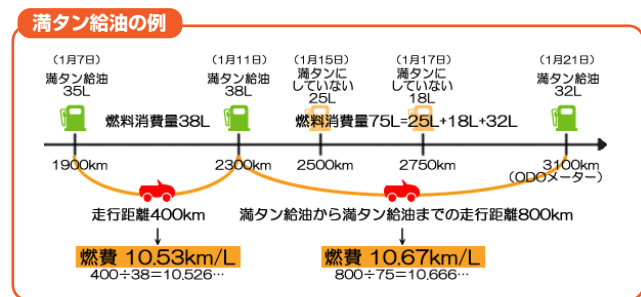 満タン給油の例
（1月7日）
満タン給油
35L
（1月11日）
満タン給油
38L
（1月15日）
満タンに
していない
25L
（1月17日）
満タンに
していない
18L
（1月21日）
満タン給油
32L
燃料消費量38L
燃料消費量75L=25L+18L+32L
1900km
2300km
2500km
2750km
3100km
（ODOメーター）
走行距離400km
満タン給油から満タン給油までの走行距離800km
燃費 10.53km/L
400÷38=10.526…
燃費 10.67km/L
800÷75=10.666…